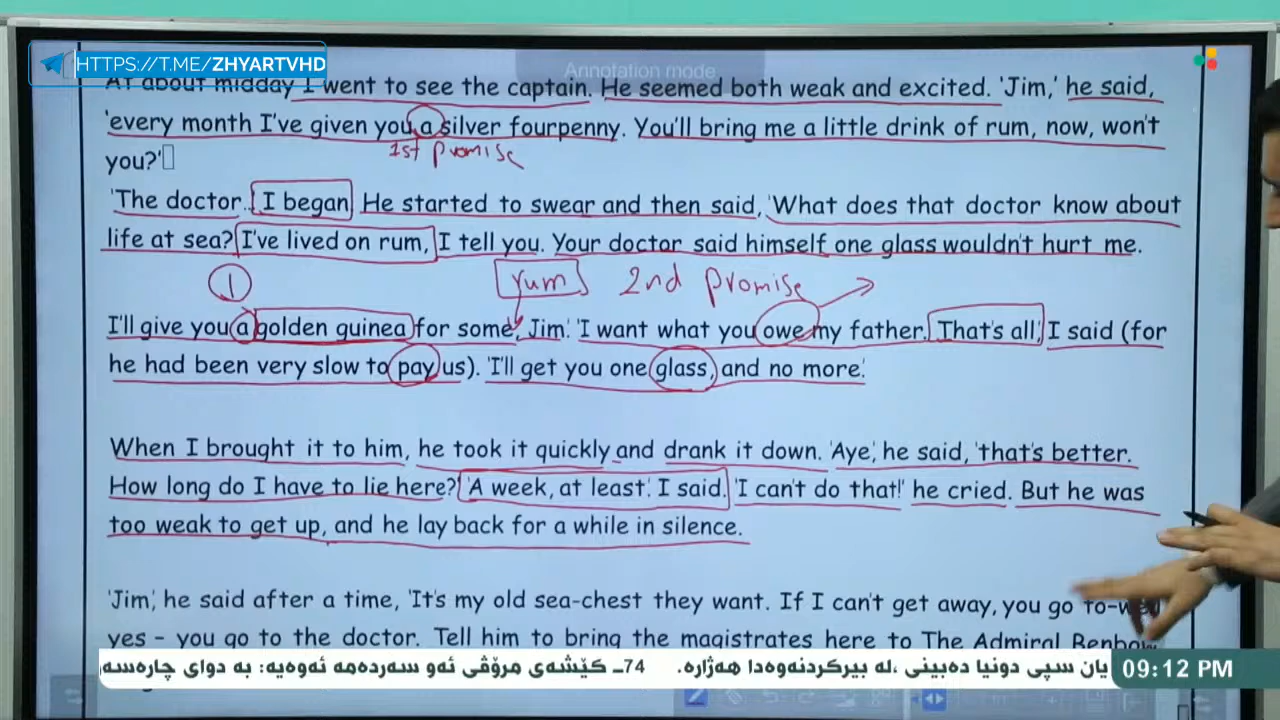 HTTPS://T.ME/ZHYARTVHD
Annotation mode
At about midday I went to see the captain. He seemed both weak and excited. 'Jim,' he said,
'every month I've given you a silver fourpenny. You'll bring me a little drink of rum, now, won't
you?'
1st promise
'The doctor... I began. He started to swear and then said, 'What does that doctor know about
life at sea? I've lived on rum, I tell you. Your doctor said himself one glass wouldn't hurt me.
1 rum 2nd promise
I'll give you a golden guinea for some, Jim.' 'I want what you owe my father. That's all,' I said (for
he had been very slow to pay us). 'I'll get you one glass, and no more.'
When I brought it to him, he took it quickly and drank it down. 'Aye,' he said, 'that's better.
How long do I have to lie here?' 'A week, at least'. I said. 'I can't do that!' he cried. But he was
too weak to get up, and he lay back for a while in silence.
'Jim,' he said after a time, 'It's my old sea-chest they want. If I can't get away, you go to-well
yes – you go to the doctor. Tell him to bring the magistrates here to The Admiral Benbow
یان سپی دونیا دەبینی ،لە بیرکردنەوەدا هەژارە. 74ـ کێشەی مرۆڤی ئەو سەردەمە ئەوەیە: بە دوای چارەسە
09:12 PM